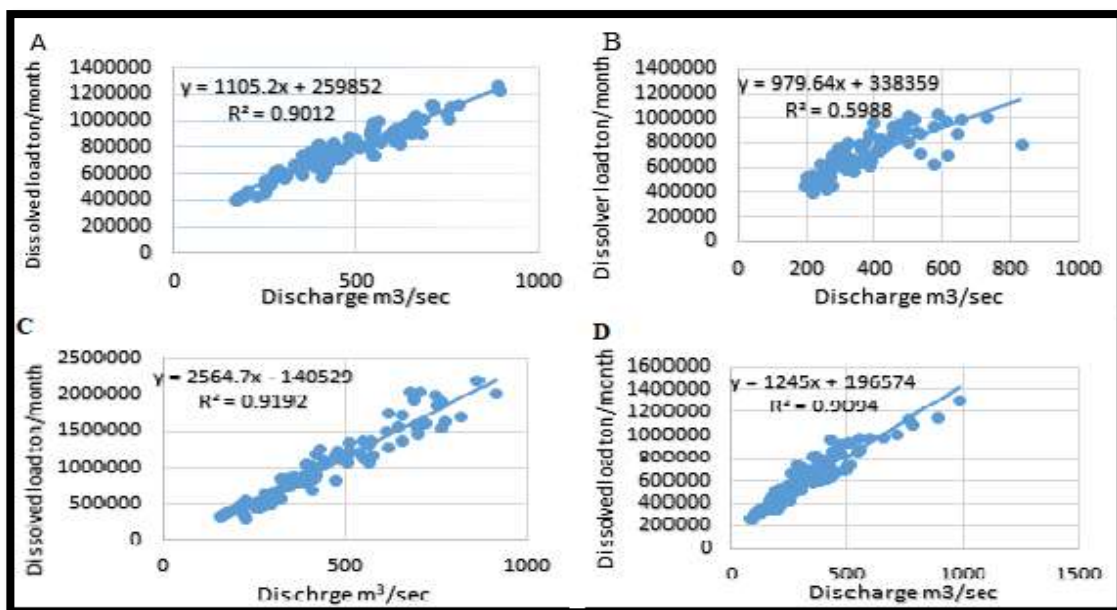 A
Dissolved load ton/month
1400000
1200000
1000000
800000
600000
400000
200000
0
y = 1105.2x + 259852
R² = 0.9012
0 500 1000
Discharge m3/sec
B
Dissolver load ton/month
1400000
1200000
1000000
800000
600000
400000
200000
0
y = 979.64x + 338359
R² = 0.5988
0 200 400 600 800 1000
Discharge m3/sec
C
Dissoved load ton/month
2500000
2000000
1500000
1000000
500000
0
y = 2564.7x - 140529
R² = 0.9192
0 500 1000
Dischrge m³/sec
D
Dissolved load ton/month
1600000
1400000
1200000
1000000
800000
600000
400000
200000
0
y = 1245x + 196574
R² = 0.9094
0 500 1000 1500
Discharge m3/sec